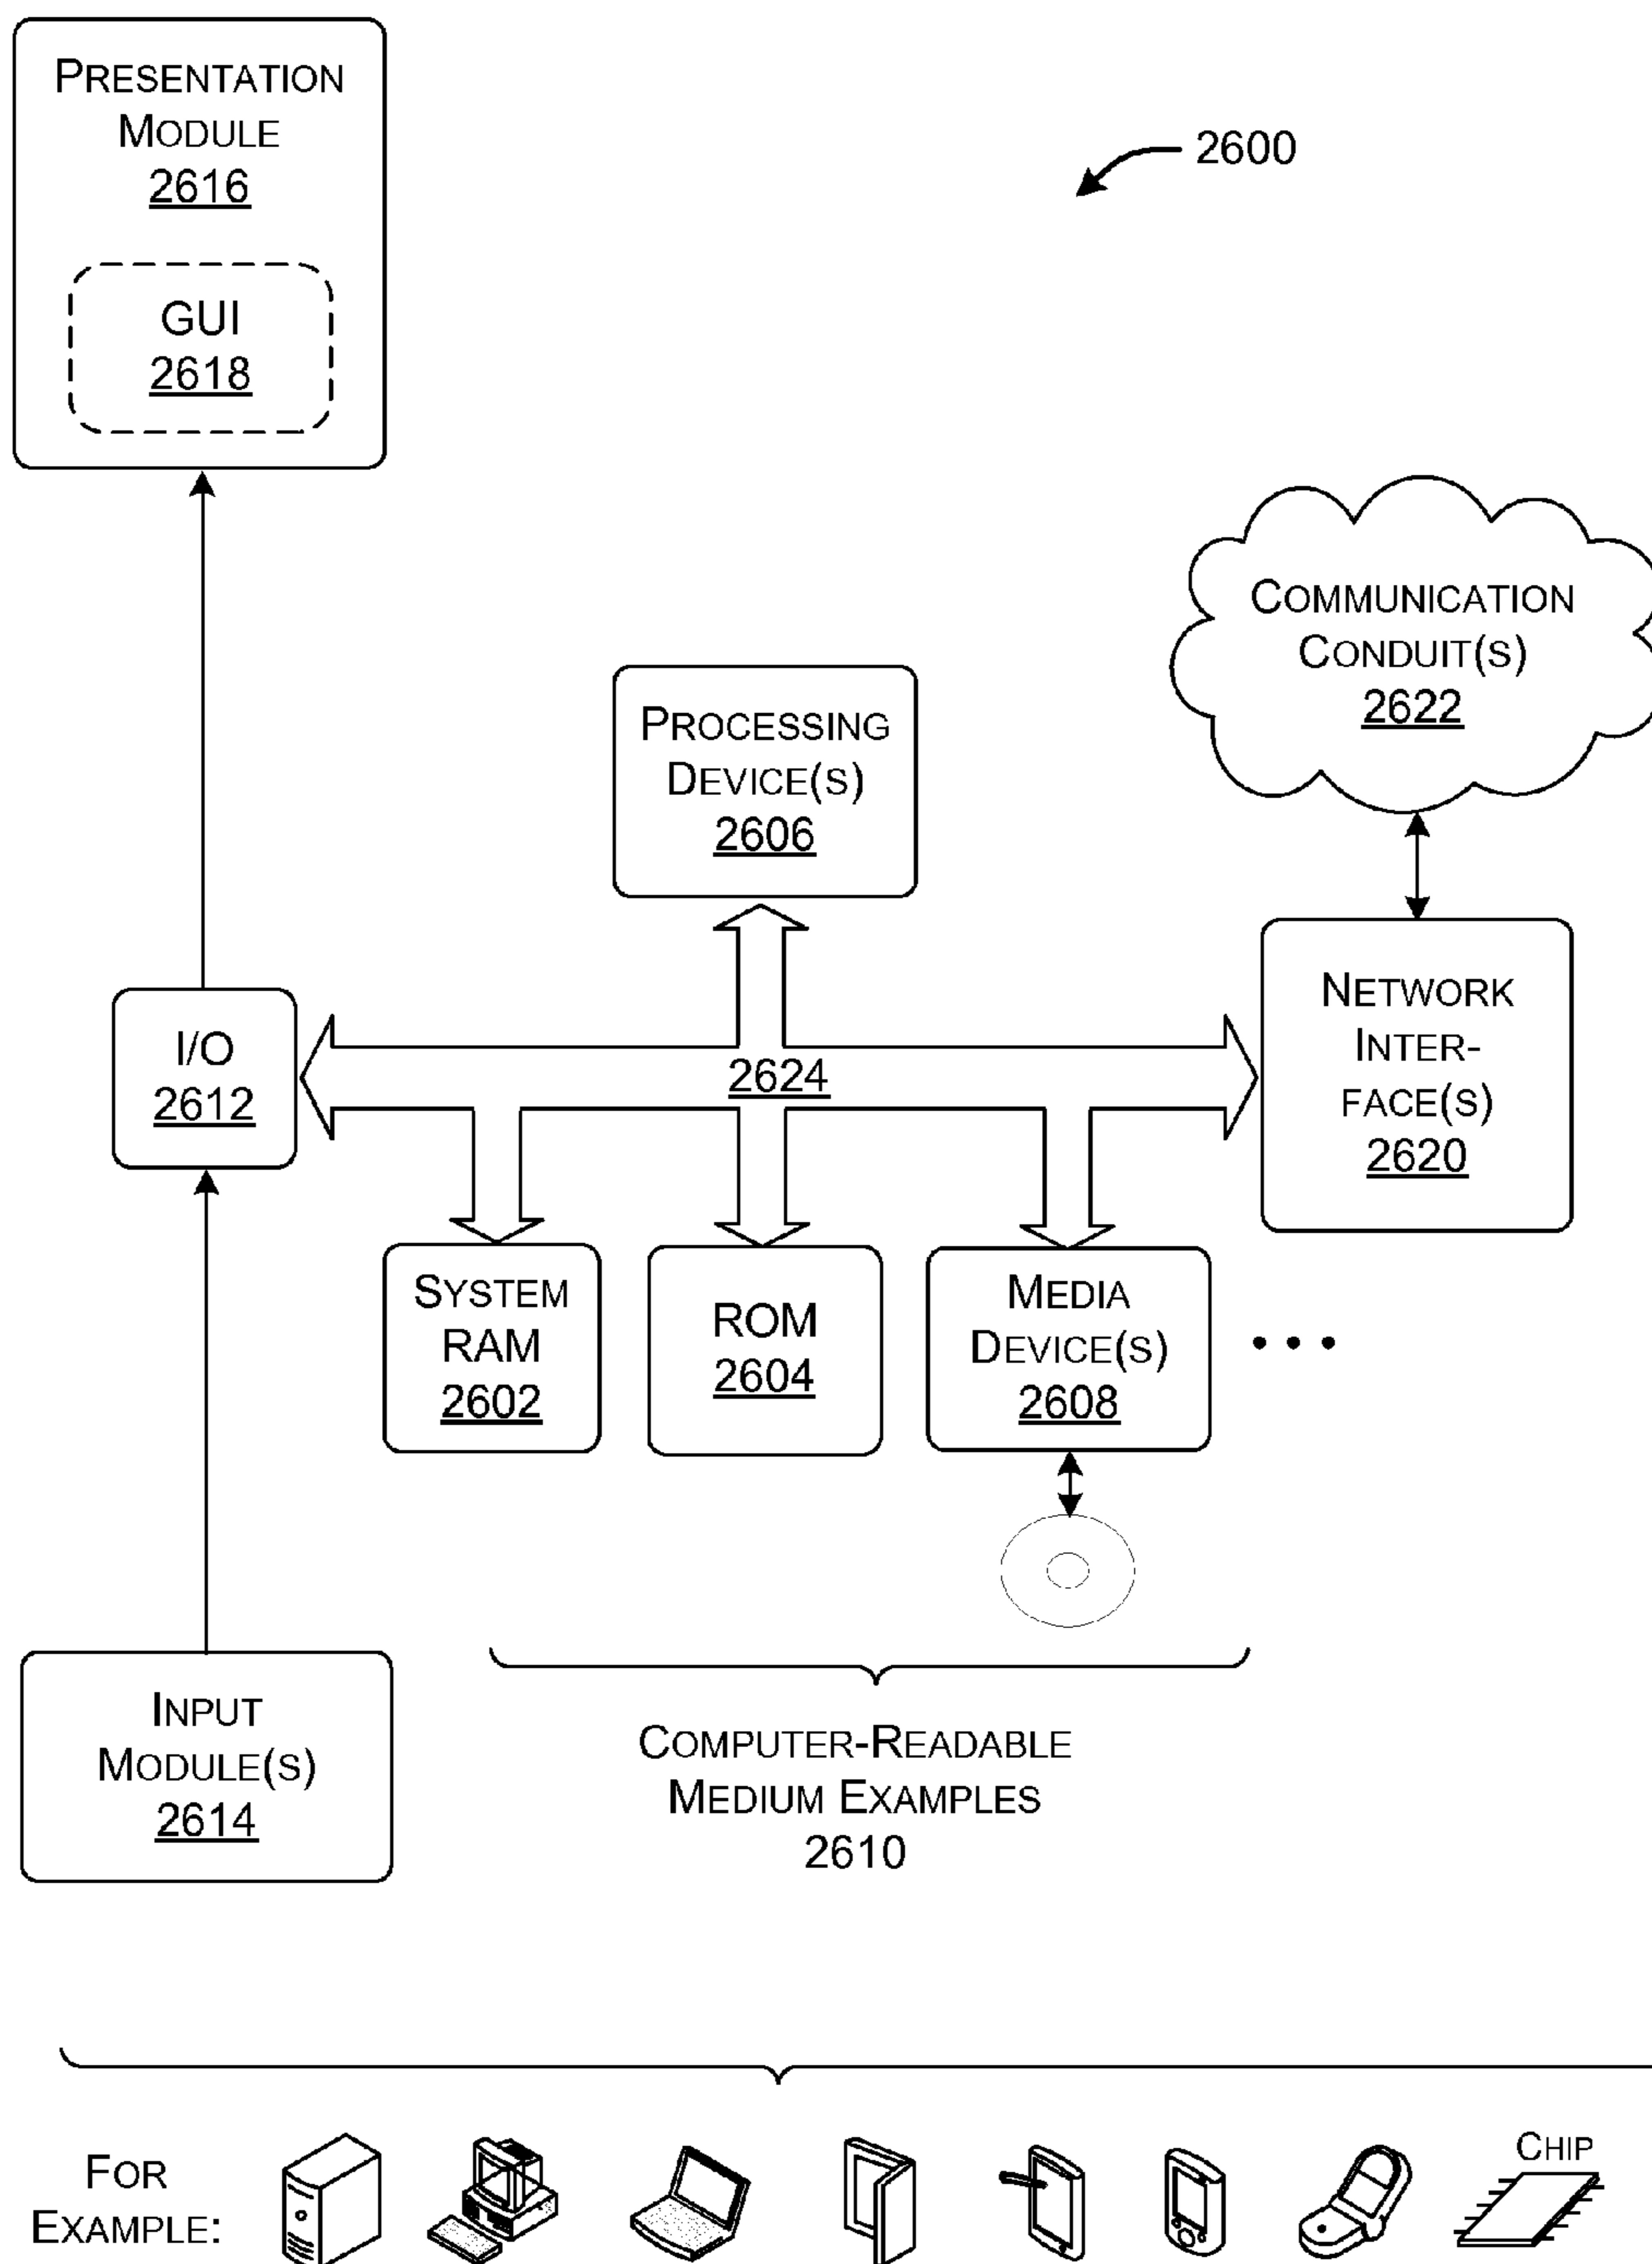 PRESENTATION
MODULE
2616
GUI
2618
2600
COMMUNICATION
CONDUIT(S)
2622
PROCESSING
DEVICE(S)
2606
I/O
2612
2624
NETWORK
INTER-
FACE(S)
2620
SYSTEM
RAM
2602
ROM
2604
MEDIA
DEVICE(S)
2608
• • •
INPUT
MODULE(S)
2614
COMPUTER-READABLE
MEDIUM EXAMPLES
2610
FOR
EXAMPLE:
CHIP